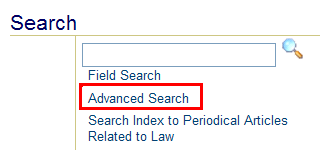 Search
Field Search
Advanced Search
Search Index to Periodical Articles
Related to Law